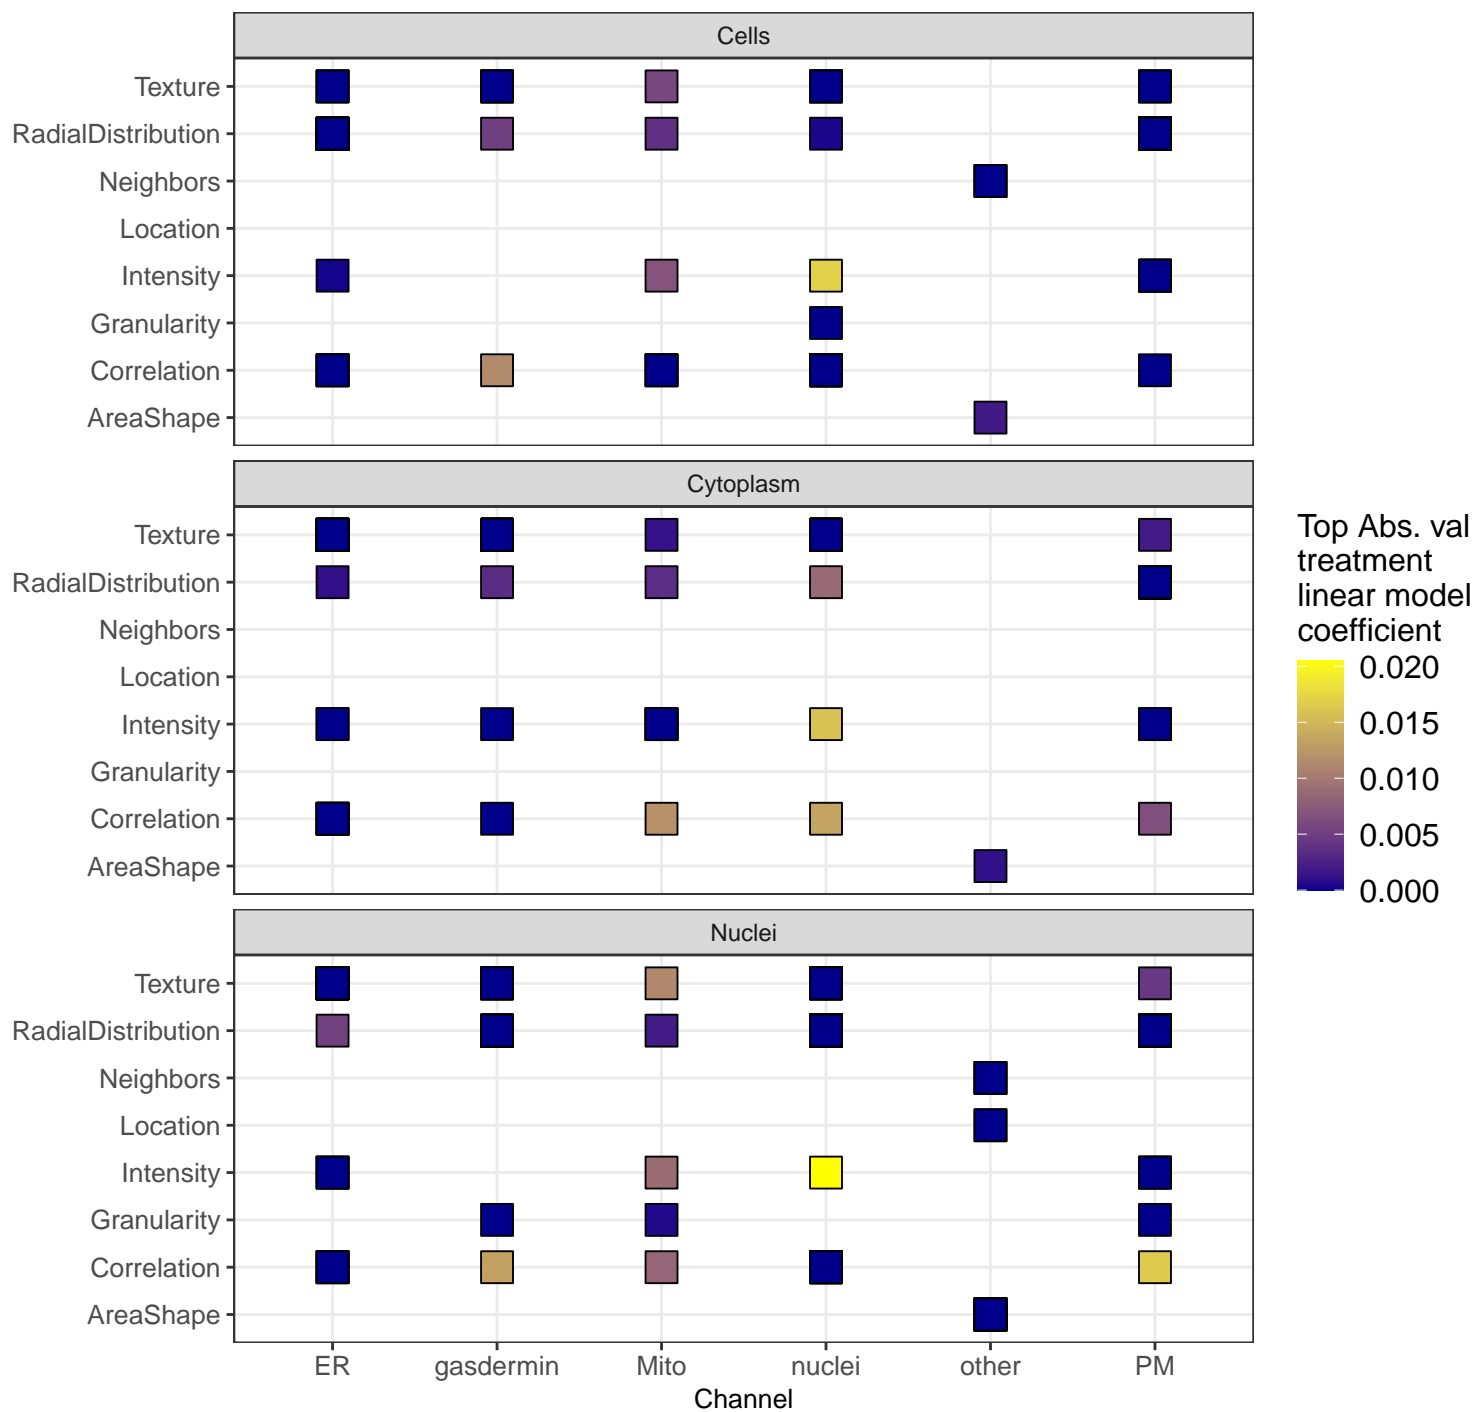 Cells
Texture
RadialDistribution
Neighbors
Location
Intensity
Granularity
Correlation
AreaShape
Cytoplasm
Texture
RadialDistribution
Neighbors
Location
Intensity
Granularity
Correlation
AreaShape
Nuclei
Texture
RadialDistribution
Neighbors
Location
Intensity
Granularity
Correlation
AreaShape
ER gasdermin Mito nuclei other PM
Channel
Top Abs. val
treatment
linear model
coefficient
0.020
0.015
0.010
0.005
0.000